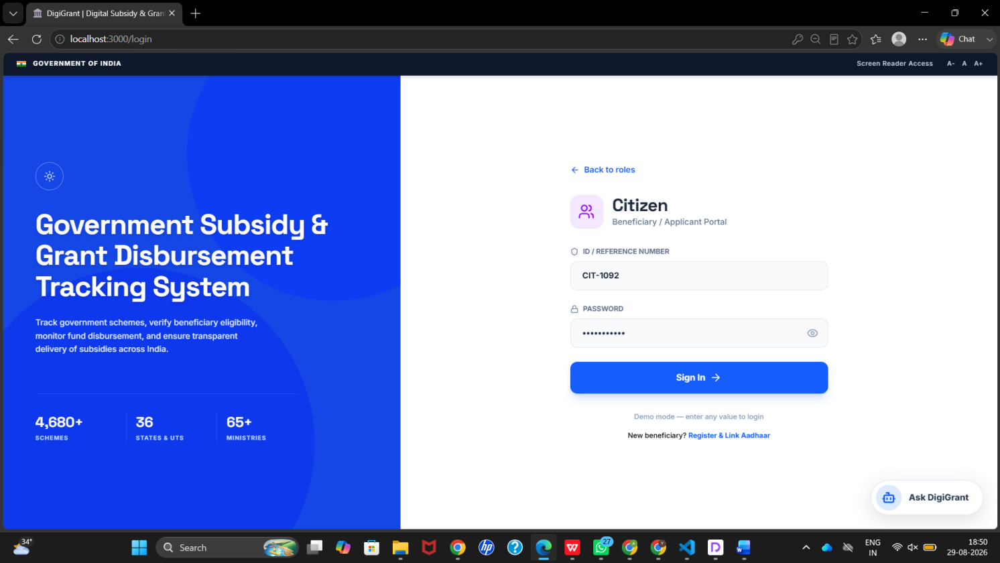 DigiGrant | Digital Subsidy & Gran
localhost:3000/login
Chat
GOVERNMENT OF INDIA
Screen Reader Access A- A A+
Government Subsidy &
Grant Disbursement
Tracking System
Track government schemes, verify beneficiary eligibility,
monitor fund disbursement, and ensure transparent
delivery of subsidies across India.
4,680+ 36 65+
SCHEMES STATES & UTS MINISTRIES
Back to roles
Citizen
Beneficiary / Applicant Portal
ID / REFERENCE NUMBER
CIT-1092
PASSWORD
•••••••••••
Sign In
Demo mode — enter any value to login
New beneficiary? Register & Link Aadhaar
Ask DigiGrant
34°
Search
hp
27
ENG
IN
18:50
29-08-2026